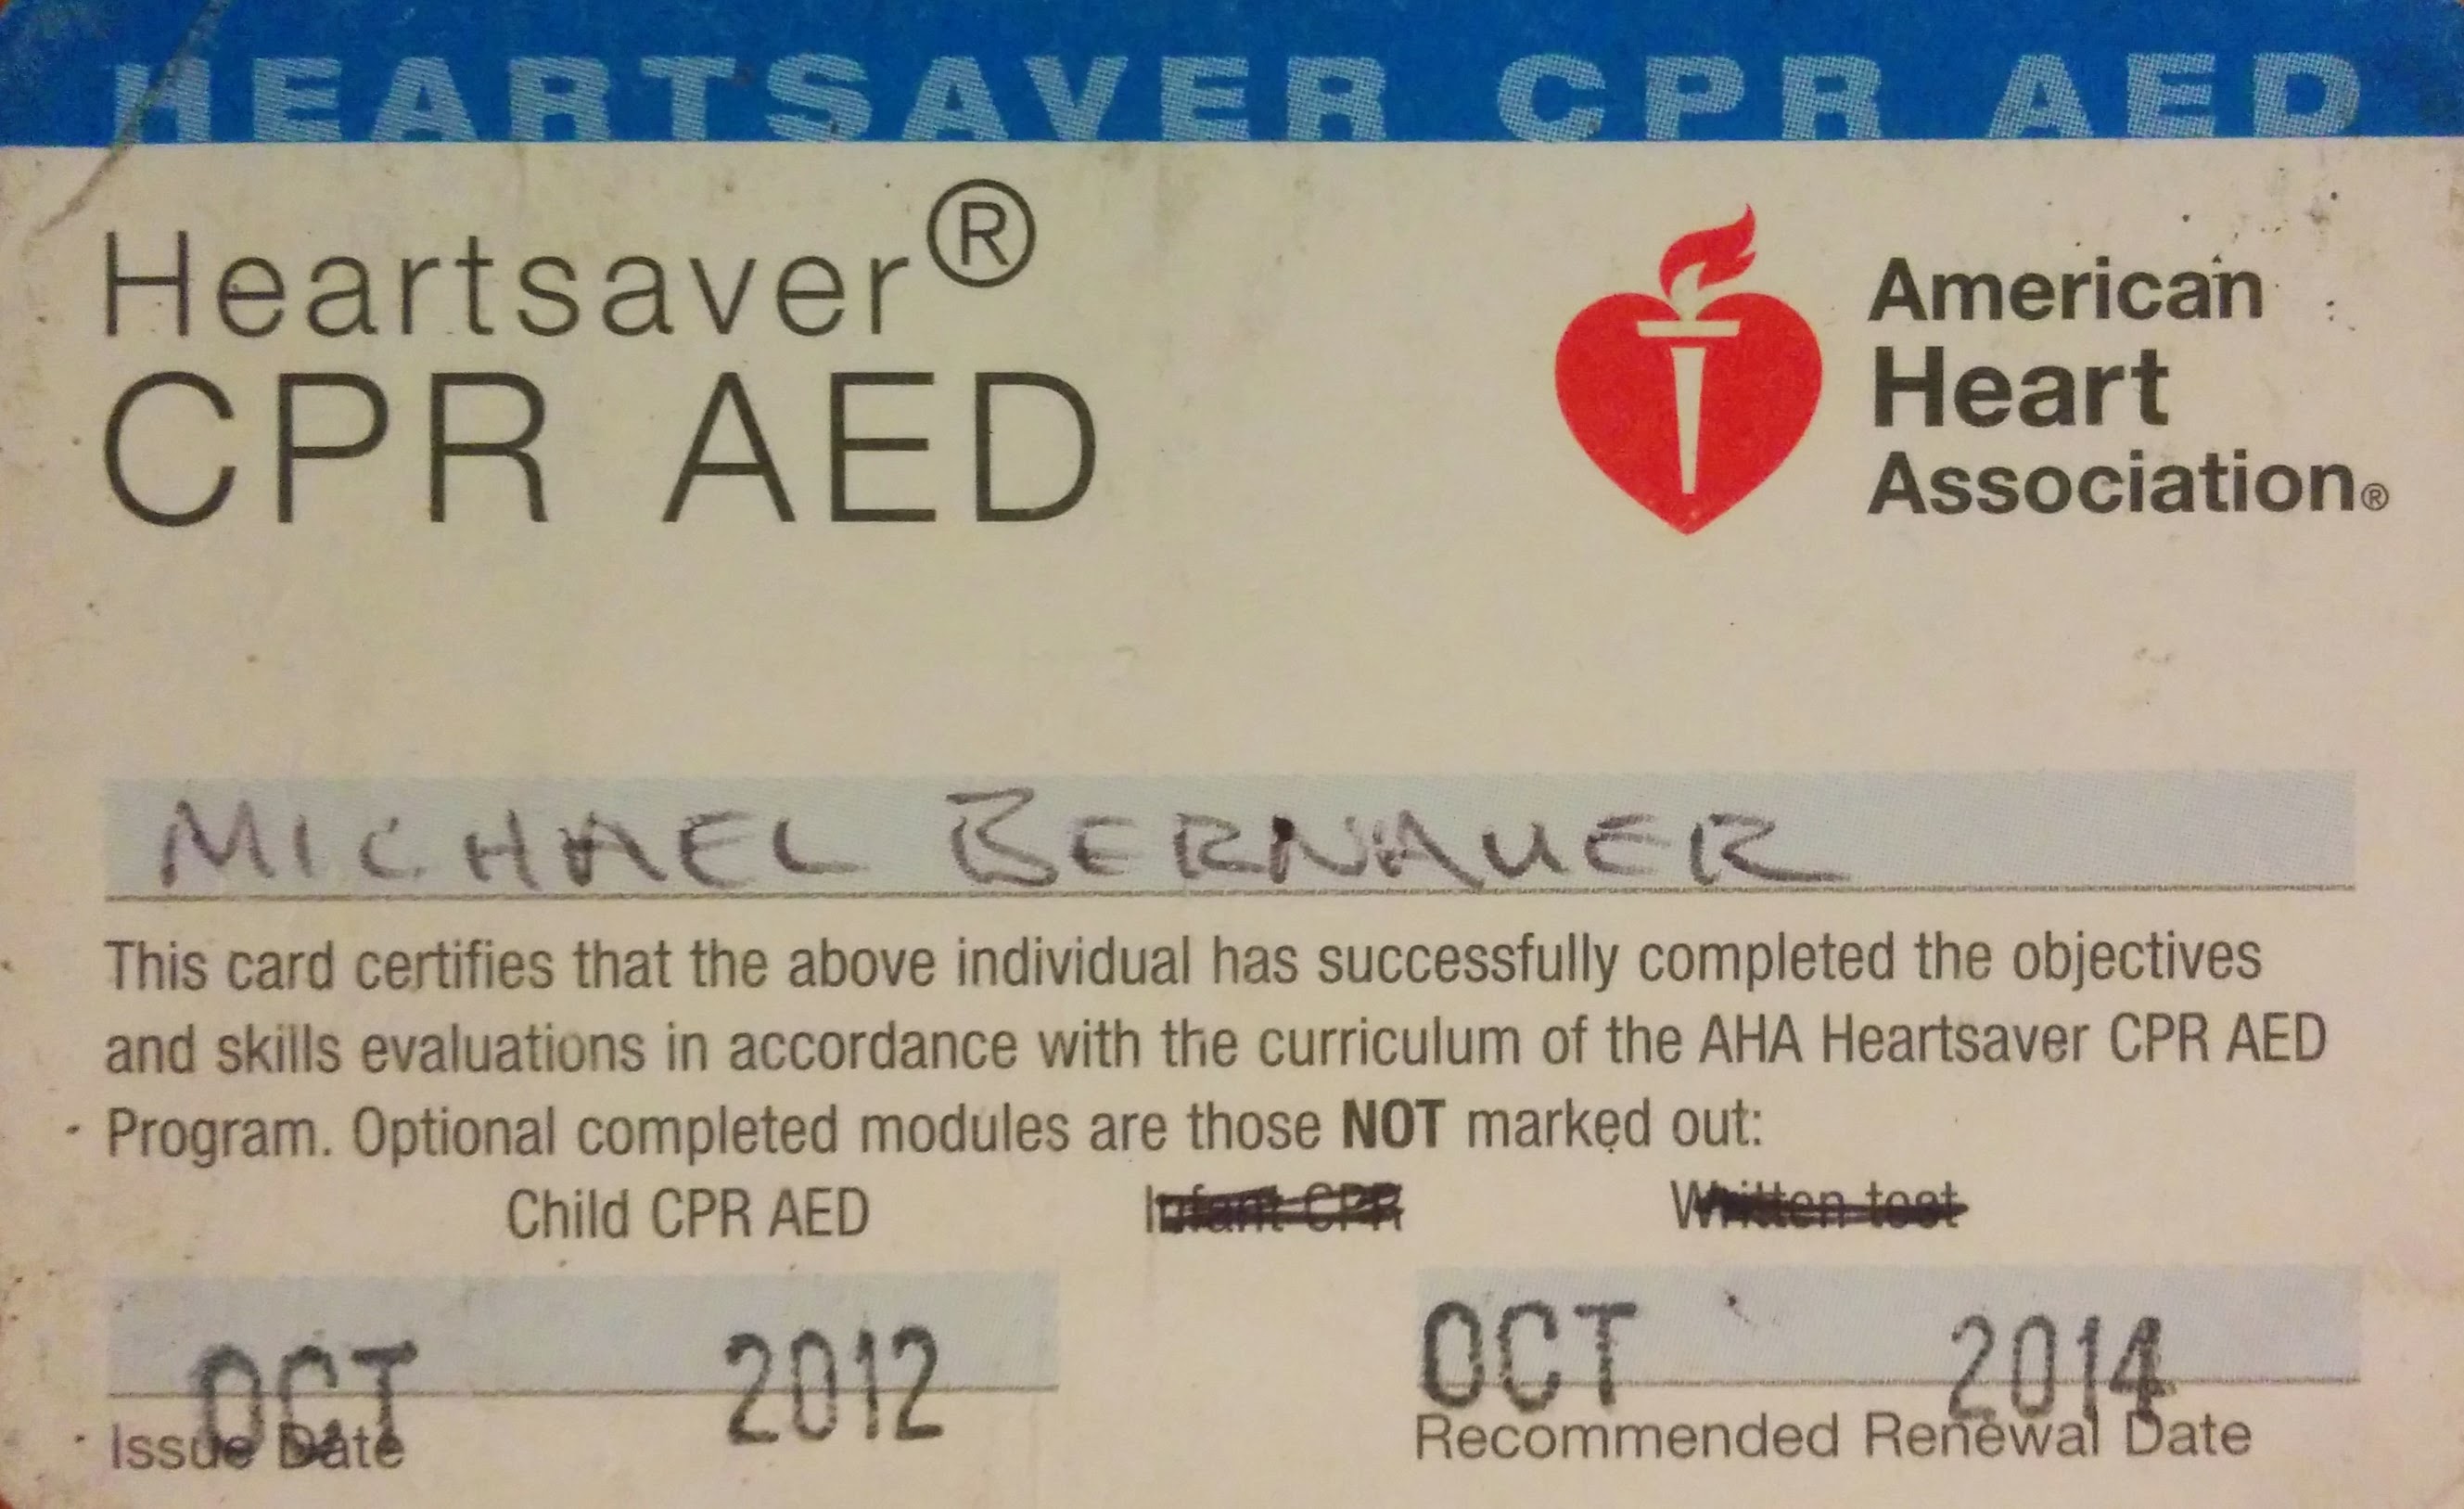 HEARTSAVER CPR AED
Heartsaver®
CPR AED
American
Heart
Association®
MICHAEL BERNAUER
This card certifies that the above individual has successfully completed the objectives
and skills evaluations in accordance with the curriculum of the AHA Heartsaver CPR AED
Program. Optional completed modules are those NOT marked out:
Child CPR AED Infant CPR Written test
OCT 2012 OCT 2014
Issue Date Recommended Renewal Date